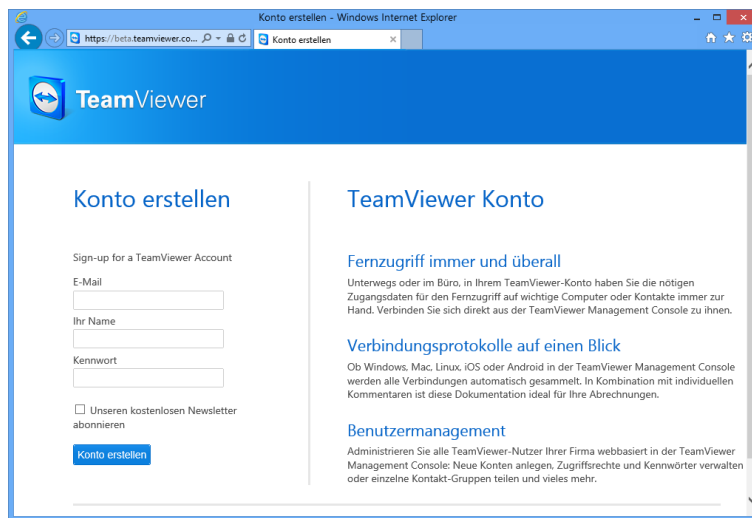 Konto erstellen - Windows Internet Explorer
https://beta.teamviewer.co...
Konto erstellen
TeamViewer
Konto erstellen
Sign-up for a TeamViewer Account
E-Mail
Ihr Name
Kennwort
Unseren kostenlosen Newsletter
abonnieren
Konto erstellen
TeamViewer Konto
Fernzugriff immer und überall
Unterwegs oder im Büro, in Ihrem TeamViewer-Konto haben Sie die nötigen
Zugangsdaten für den Fernzugriff auf wichtige Computer oder Kontakte immer zur
Hand. Verbinden Sie sich direkt aus der TeamViewer Management Console zu ihnen.
Verbindungsprotokolle auf einen Blick
Ob Windows, Mac, Linux, iOS oder Android in der TeamViewer Management Console
werden alle Verbindungen automatisch gesammelt. In Kombination mit individuellen
Kommentaren ist diese Dokumentation ideal für Ihre Abrechnungen.
Benutzermanagement
Administrieren Sie alle TeamViewer-Nutzer Ihrer Firma webbasiert in der TeamViewer
Management Console: Neue Konten anlegen, Zugriffsrechte und Kennwörter verwalten
oder einzelne Kontakt-Gruppen teilen und vieles mehr.